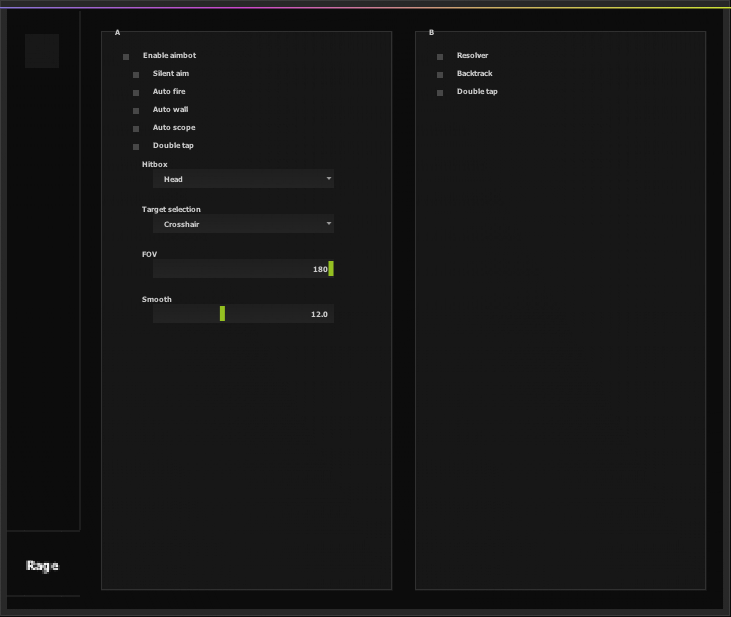 A
Enable aimbot
Silent aim
Auto fire
Auto wall
Auto scope
Double tap
Hitbox
Head
Target selection
Crosshair
FOV
180
Smooth
12.0
B
Resolver
Backtrack
Double tap
Rage